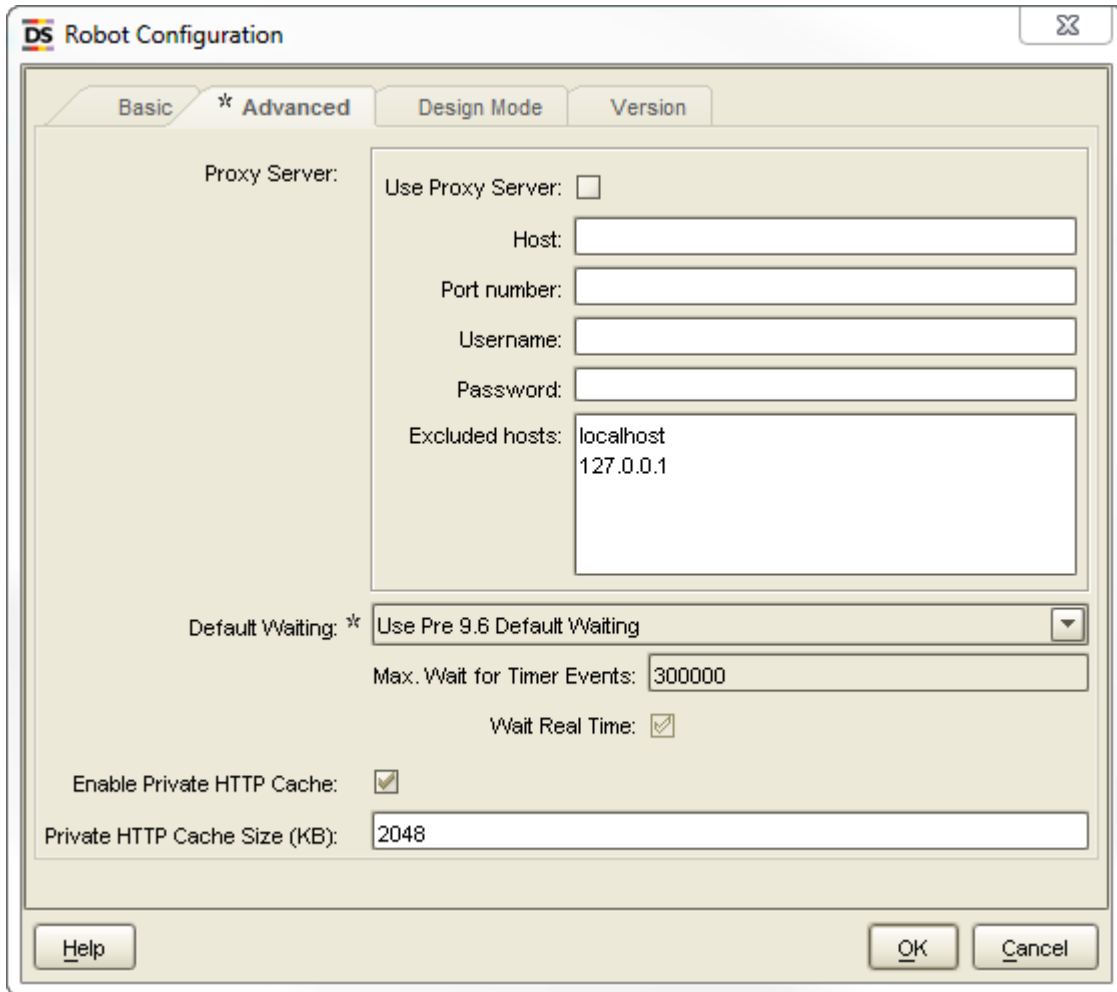 DS Robot Configuration
Basic * Advanced Design Mode Version
Proxy Server:
Use Proxy Server:
Host:
Port number:
Username:
Password:
Excluded hosts: localhost
127.0.0.1
Default Waiting: * Use Pre 9.6 Default Waiting
Max. Wait for Timer Events: 300000
Wait Real Time:
Enable Private HTTP Cache:
Private HTTP Cache Size (KB): 2048
Help OK Cancel